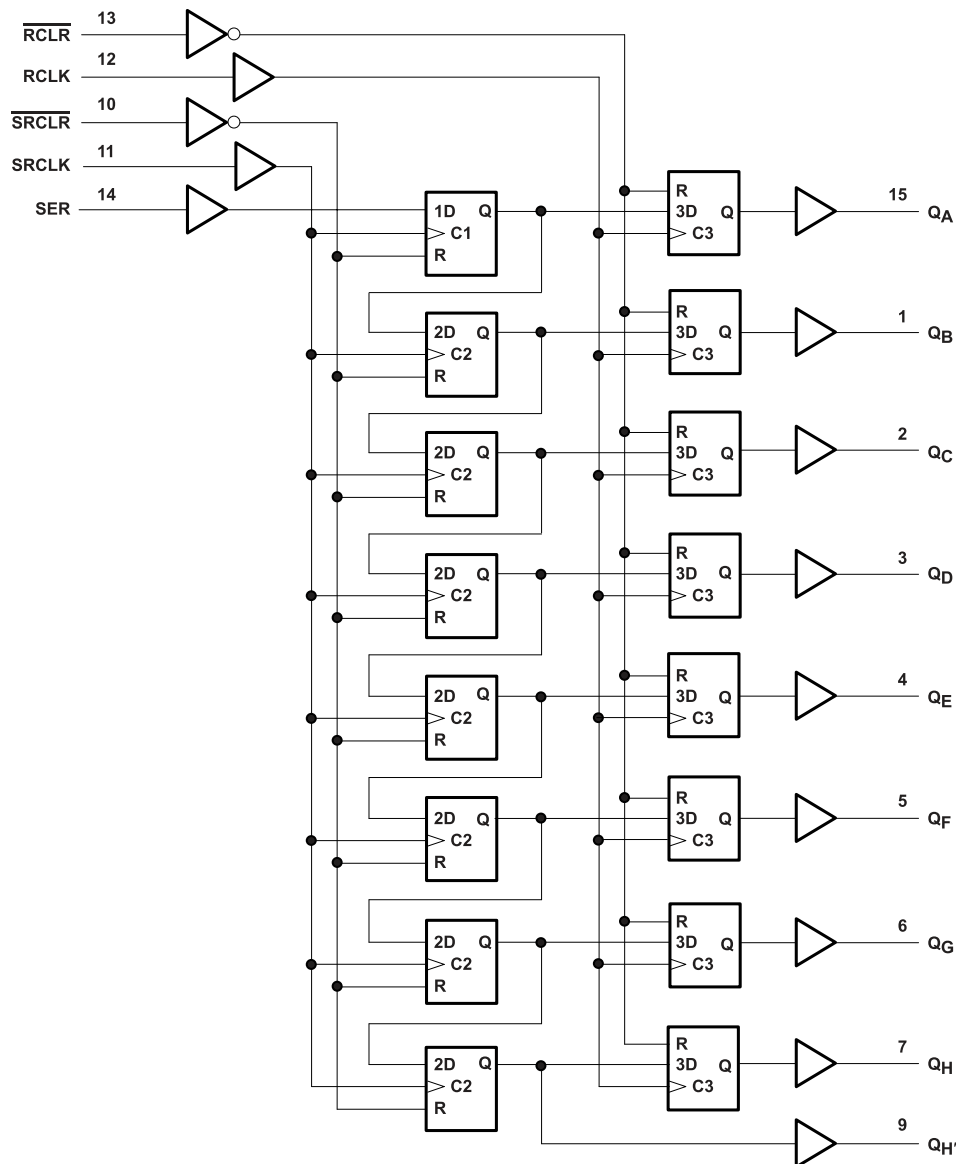 RCLR 13
RCLK 12
SRCLR 10
SRCLK 11
SER 14
1D Q
C1
R
R
3D Q
C3
15 QA
2D Q
C2
R
R
3D Q
C3
1 QB
2D Q
C2
R
R
3D Q
C3
2 QC
2D Q
C2
R
R
3D Q
C3
3 QD
2D Q
C2
R
R
3D Q
C3
4 QE
2D Q
C2
R
R
3D Q
C3
5 QF
2D Q
C2
R
R
3D Q
C3
6 QG
2D Q
C2
R
R
3D Q
C3
7 QH
9 QH'